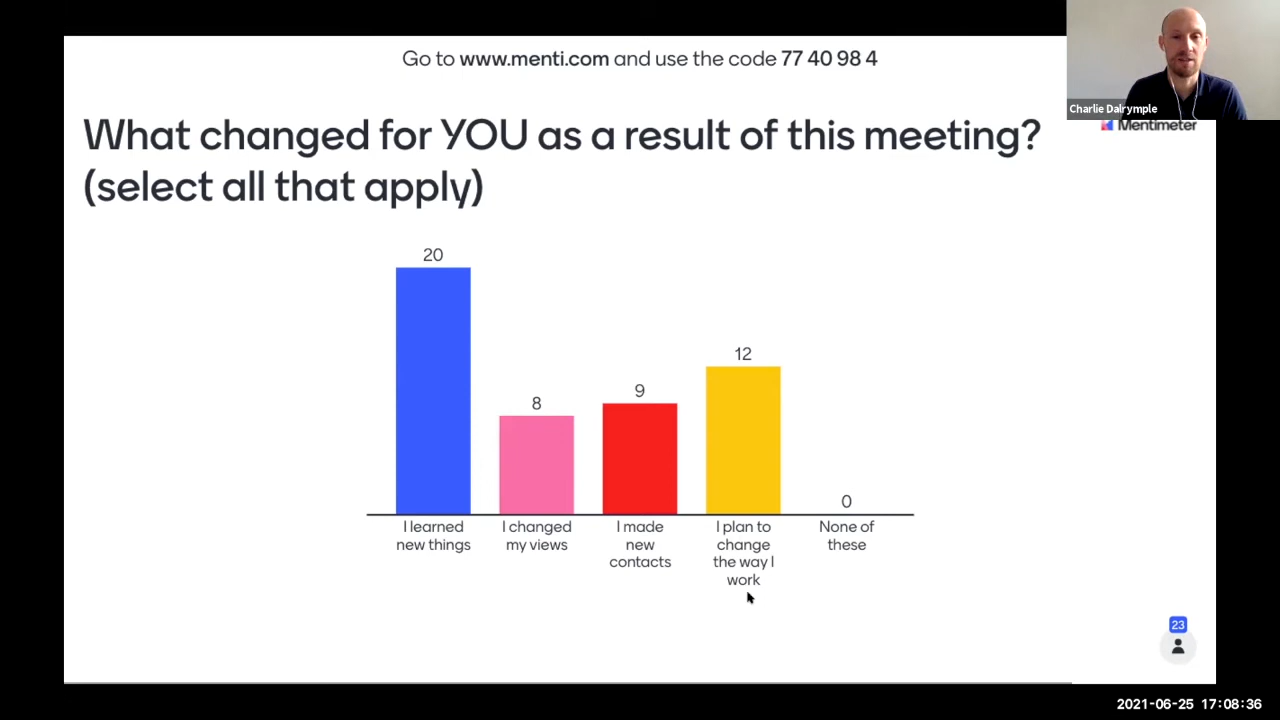 Go to www.menti.com and use the code 77 40 98 4
Charlie Dalrymple
Mentimeter
What changed for YOU as a result of this meeting?
(select all that apply)
20
8
9
12
0
I learned
new things
I changed
my views
I made
new
contacts
I plan to
change
the way I
work
None of
these
23
2021-06-25 17:08:36